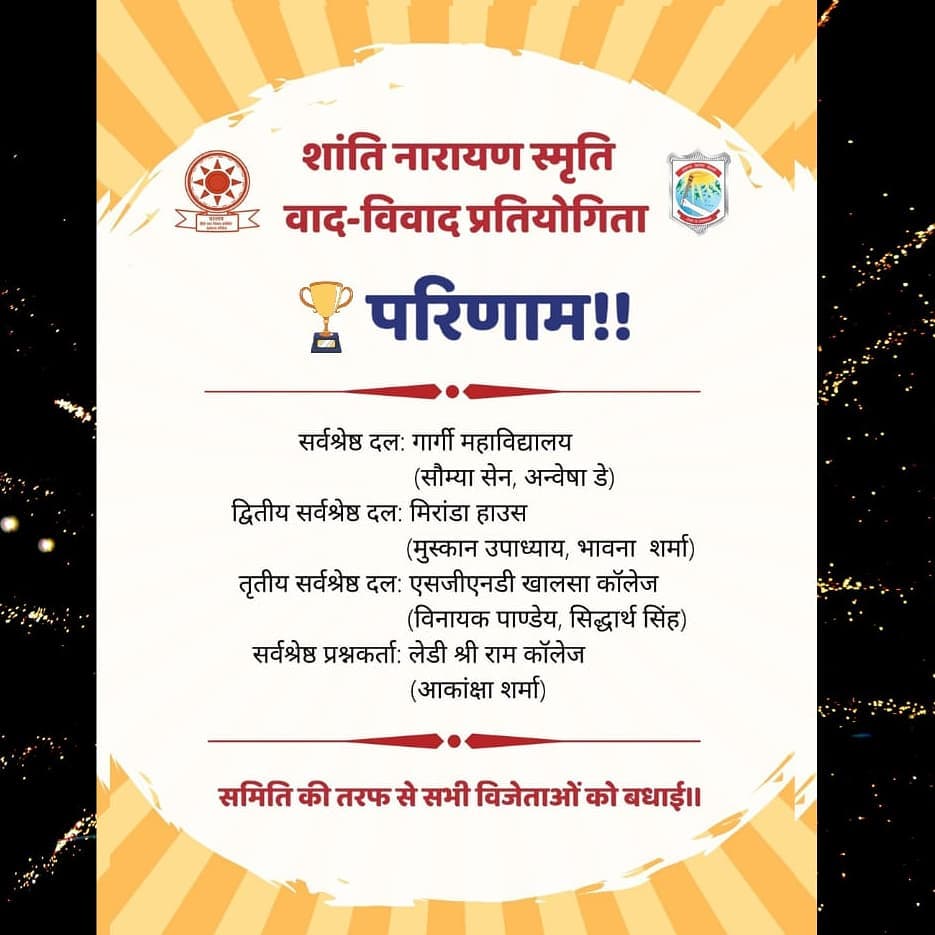 शांति नारायण स्मृति
वाद-विवाद प्रतियोगिता
परिणाम!!
सर्वश्रेष्ठ दल: गार्गी महाविद्यालय
(सौम्या सेन, अन्वेषा डे)
द्वितीय सर्वश्रेष्ठ दल: मिरांडा हाउस
(मुस्कान उपाध्याय, भावना शर्मा)
तृतीय सर्वश्रेष्ठ दल: एसजीएनडी खालसा कॉलेज
(विनायक पाण्डेय, सिद्धार्थ सिंह)
सर्वश्रेष्ठ प्रश्नकर्ता: लेडी श्री राम कॉलेज
(आकांक्षा शर्मा)
समिति की तरफ से सभी विजेताओं को बधाई॥